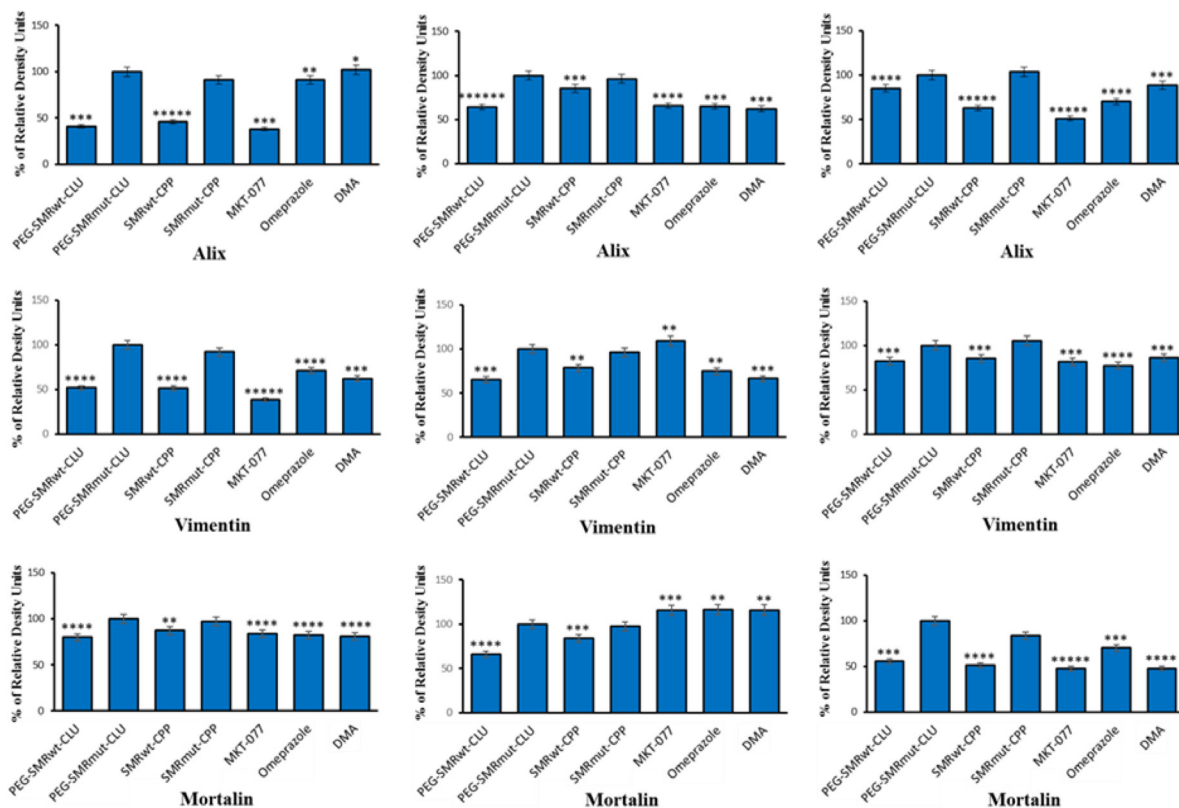 % of Relative Density Units
150
100
50
0
*** ***** *** ** *
PEG-SMRwt-CLU
PEG-SMRmut-CLU
SMRwt-CPP
SMRmut-CPP
MKT-077
Omeprazole
DMA
Alix
% of Relative Density Units
150
100
50
0
****** *** **** *** ***
PEG-SMRwt-CLU
PEG-SMRmut-CLU
SMRwt-CPP
SMRmut-CPP
MKT-077
Omeprazole
DMA
Alix
% of Relative Density Units
150
100
50
0
**** ***** ***** **** ***
PEG-SMRwt-CLU
PEG-SMRmut-CLU
SMRwt-CPP
SMRmut-CPP
MKT-077
Omeprazole
DMA
Alix
% of Relative Desity Units
150
100
50
0
**** **** ***** **** ***
PEG-SMRwt-CLU
PEG-SMRmut-CLU
SMRwt-CPP
SMRmut-CPP
MKT-077
Omeprazole
DMA
Vimentin
% of Relative Desity Units
150
100
50
0
*** ** ** ** ***
PEG-SMRwt-CLU
PEG-SMRmut-CLU
SMRwt-CPP
SMRmut-CPP
MKT-077
Omeprazole
DMA
Vimentin
% of Relative Desity Units
150
100
50
0
*** *** *** **** ***
PEG-SMRwt-CLU
PEG-SMRmut-CLU
SMRwt-CPP
SMRmut-CPP
MKT-077
Omeprazole
DMA
Vimentin
% of Relative Desity Units
150
100
50
0
**** ** **** **** ****
PEG-SMRwt-CLU
PEG-SMRmut-CLU
SMRwt-CPP
SMRmut-CPP
MKT-077
Omeprazole
DMA
Mortalin
% of Relative Desity Units
150
100
50
0
**** *** *** ** **
PEG-SMRwt-CLU
PEG-SMRmut-CLU
SMRwt-CPP
SMRmut-CPP
MKT-077
Omeprazole
DMA
Mortalin
% of Relative Desity Units
150
100
50
0
*** **** ***** *** ****
PEG-SMRwt-CLU
PEG-SMRmut-CLU
SMRwt-CPP
SMRmut-CPP
MKT-077
Omeprazole
DMA
Mortalin